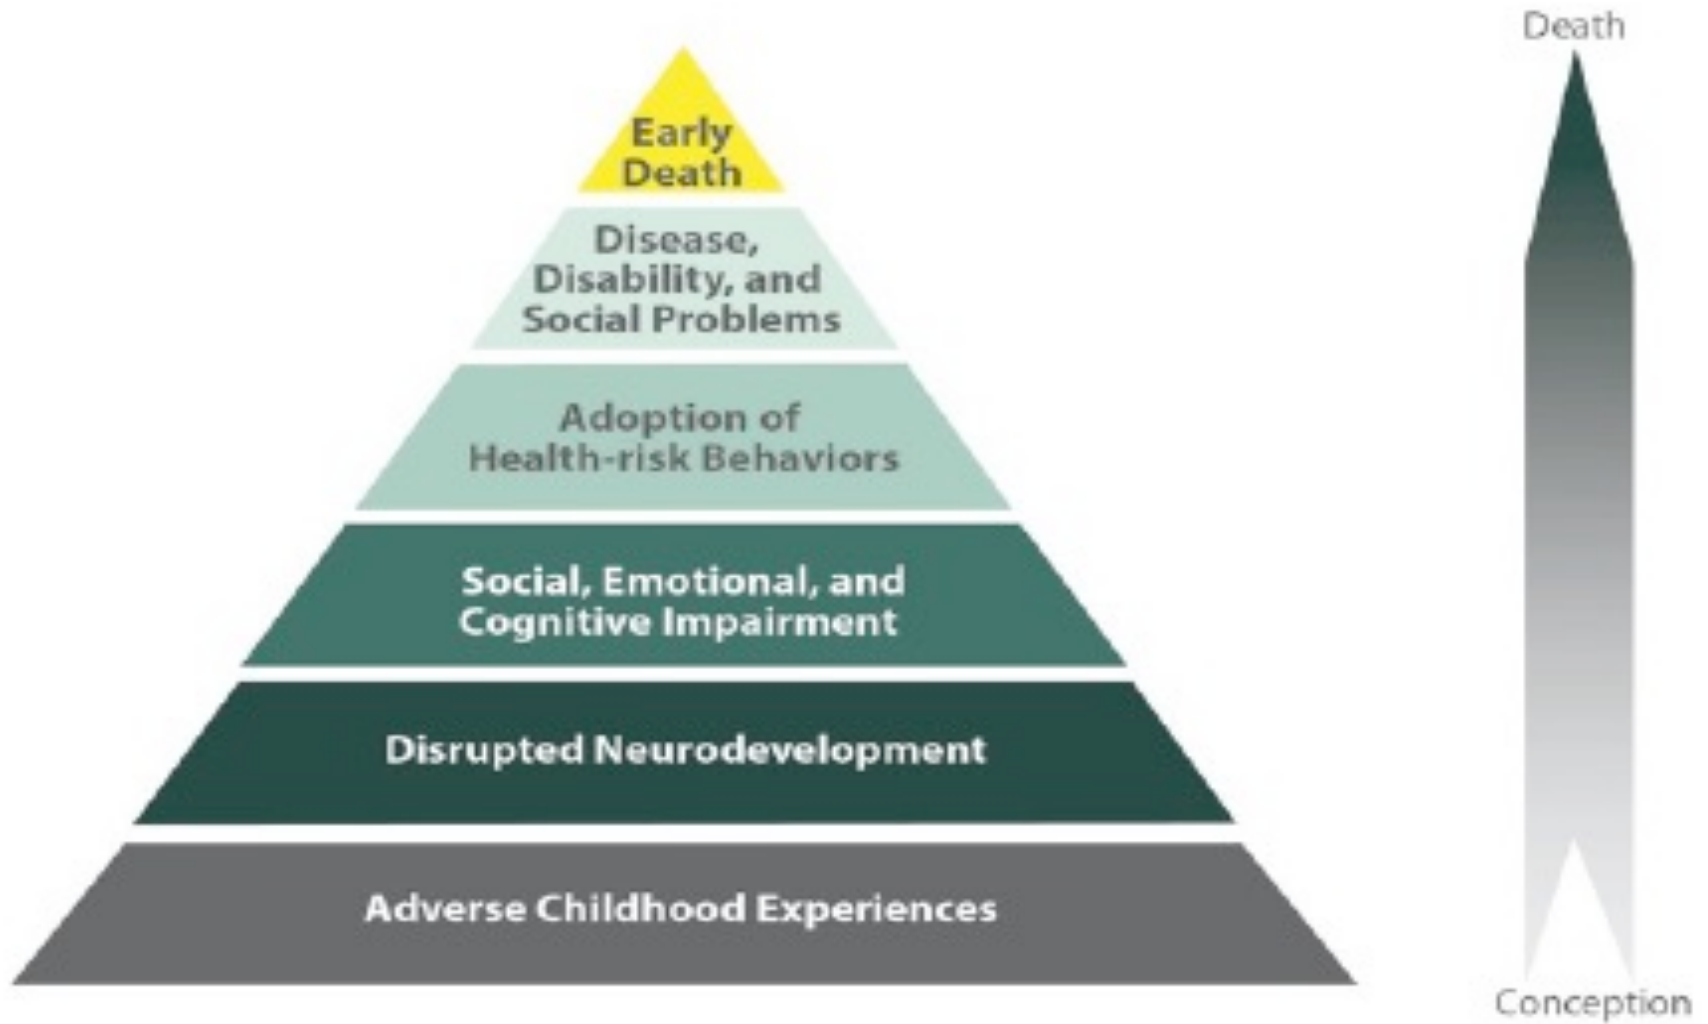 Death
Early
Death
Disease,
Disability, and
Social Problems
Adoption of
Health-risk Behaviors
Social, Emotional, and
Cognitive Impairment
Disrupted Neurodevelopment
Adverse Childhood Experiences
Conception